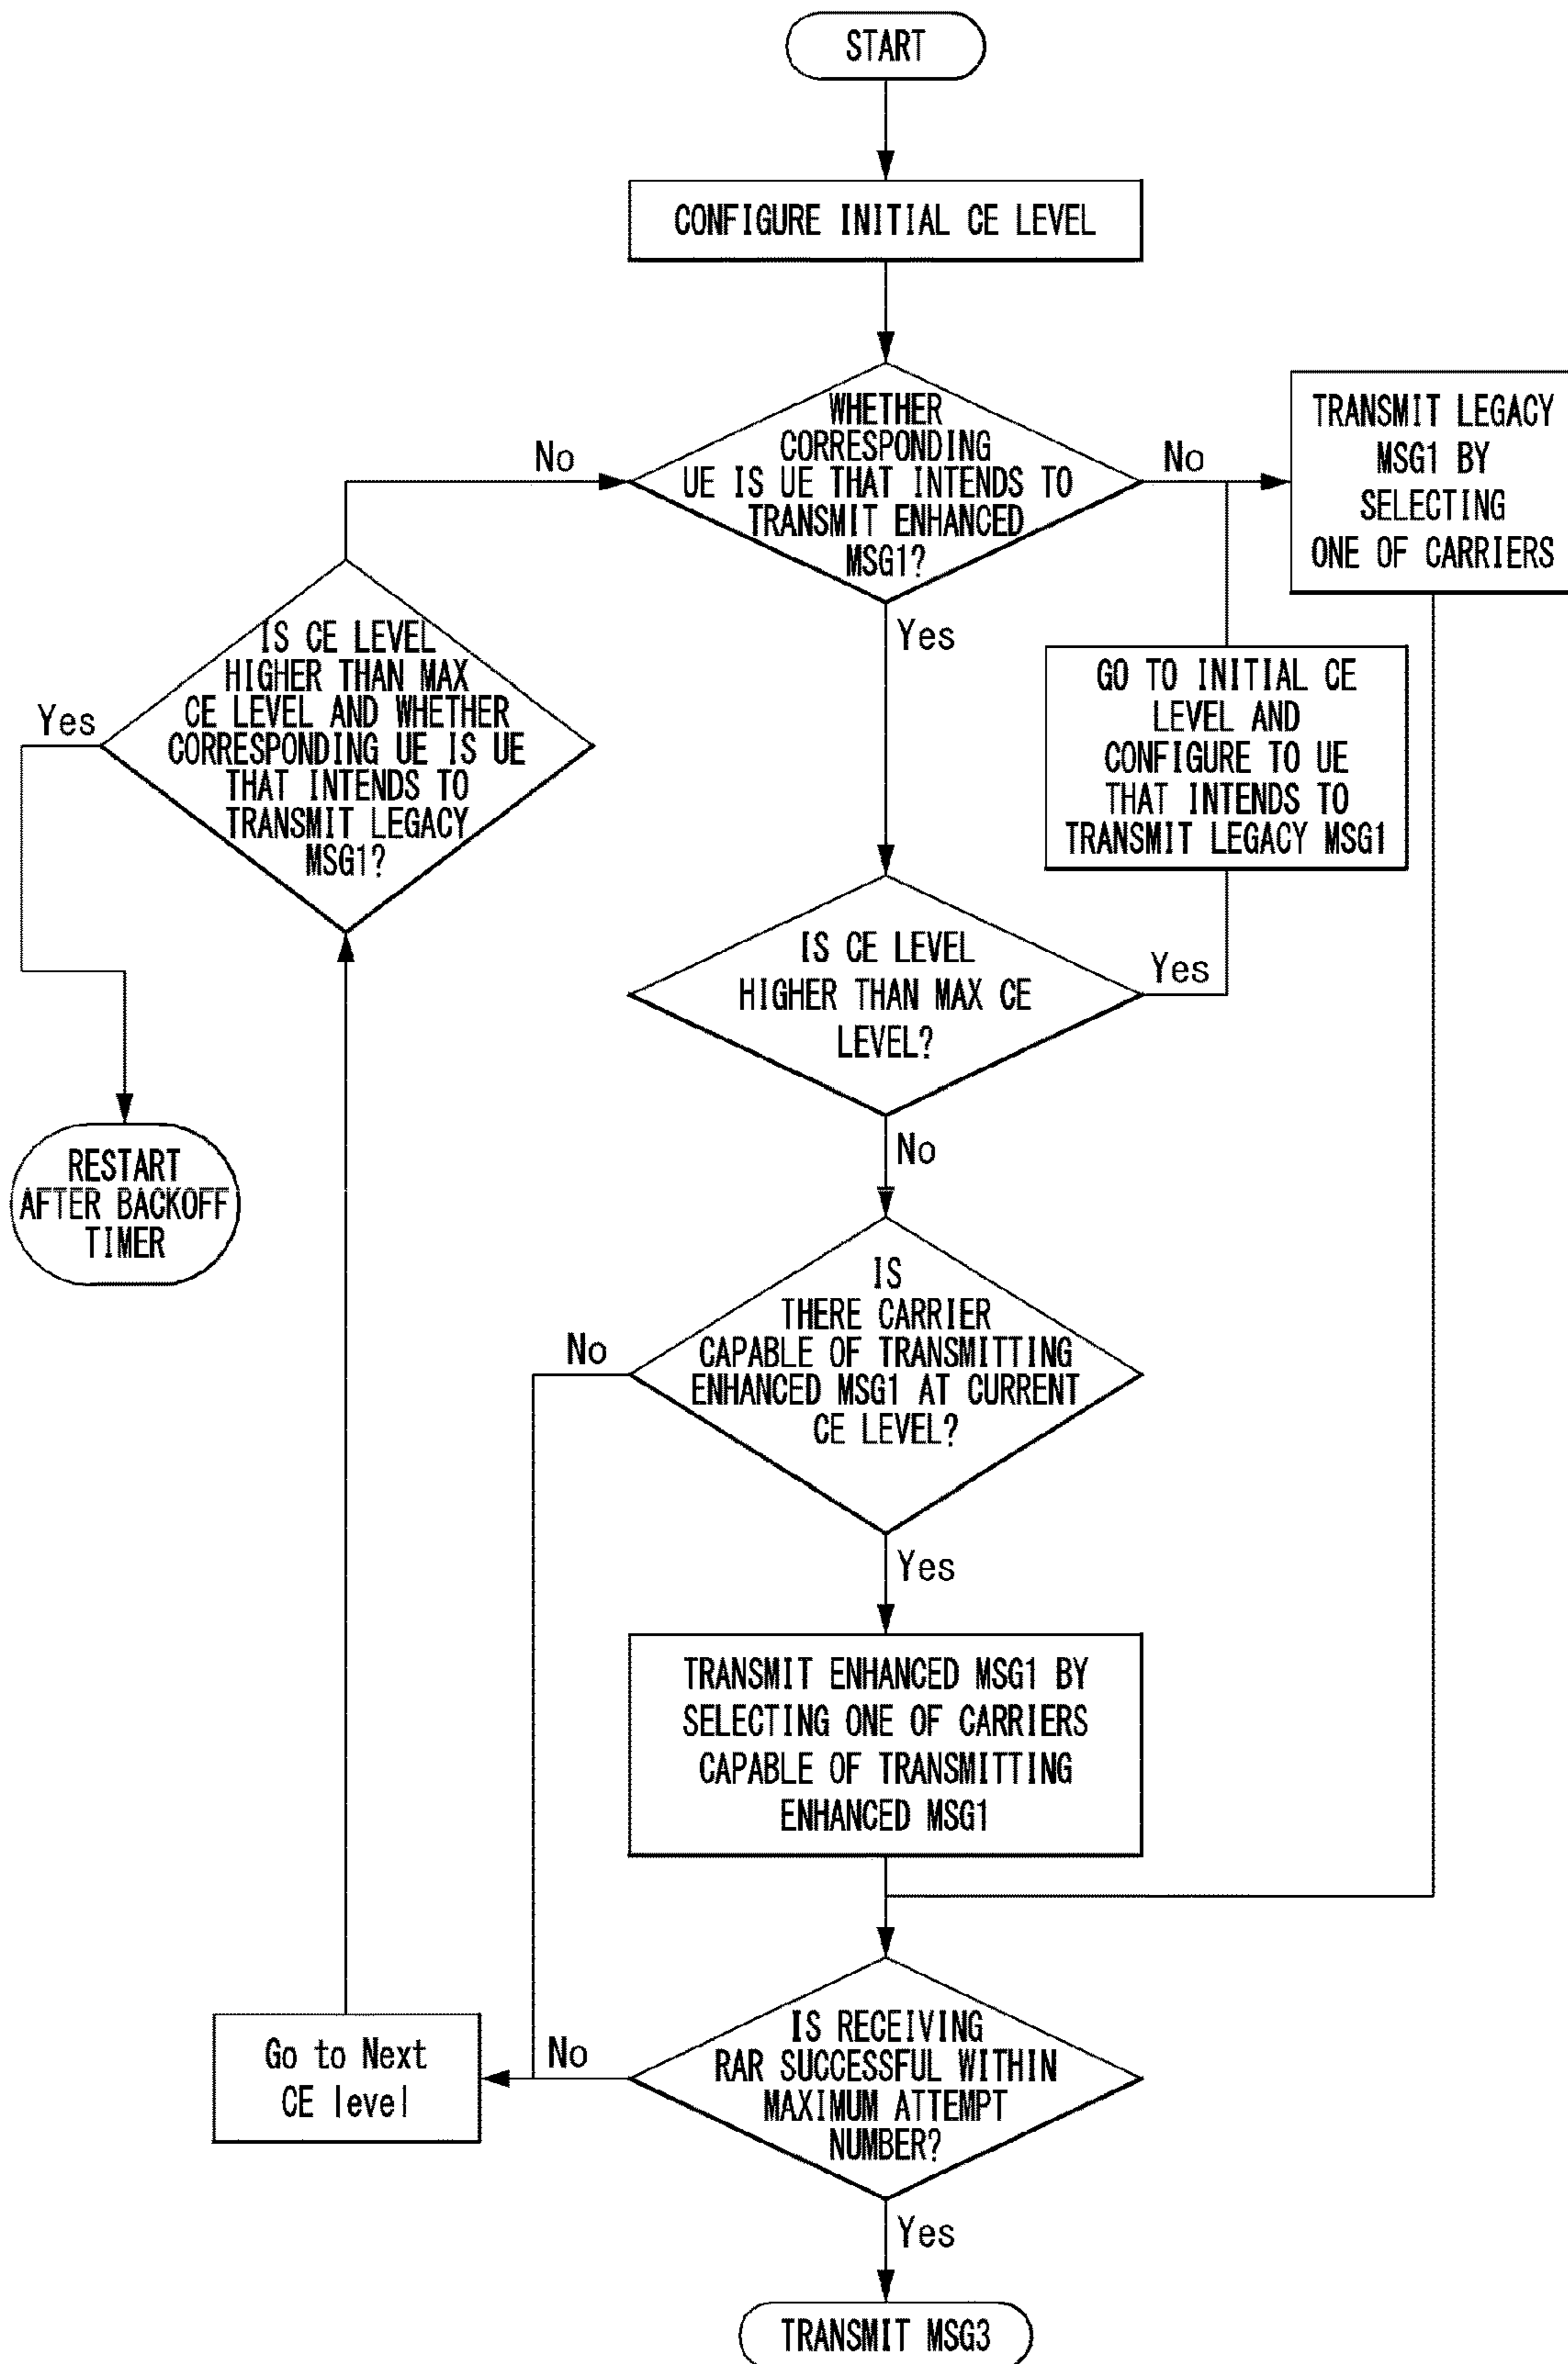 START
CONFIGURE INITIAL CE LEVEL
WHETHER
CORRESPONDING
UE IS UE THAT INTENDS TO
TRANSMIT ENHANCED
MSG1?
No
No
TRANSMIT LEGACY
MSG1 BY
SELECTING
ONE OF CARRIERS
Yes
IS CE LEVEL
HIGHER THAN MAX
CE LEVEL AND WHETHER
CORRESPONDING UE IS UE
THAT INTENDS TO
TRANSMIT LEGACY
MSG1?
Yes
GO TO INITIAL CE
LEVEL AND
CONFIGURE TO UE
THAT INTENDS TO
TRANSMIT LEGACY MSG1
IS CE LEVEL
HIGHER THAN MAX CE
LEVEL?
Yes
No
RESTART
AFTER BACKOFF
TIMER
IS
THERE CARRIER
CAPABLE OF TRANSMITTING
ENHANCED MSG1 AT CURRENT
CE LEVEL?
No
Yes
TRANSMIT ENHANCED MSG1 BY
SELECTING ONE OF CARRIERS
CAPABLE OF TRANSMITTING
ENHANCED MSG1
IS RECEIVING
RAR SUCCESSFUL WITHIN
MAXIMUM ATTEMPT
NUMBER?
No
Go to Next
CE level
Yes
TRANSMIT MSG3